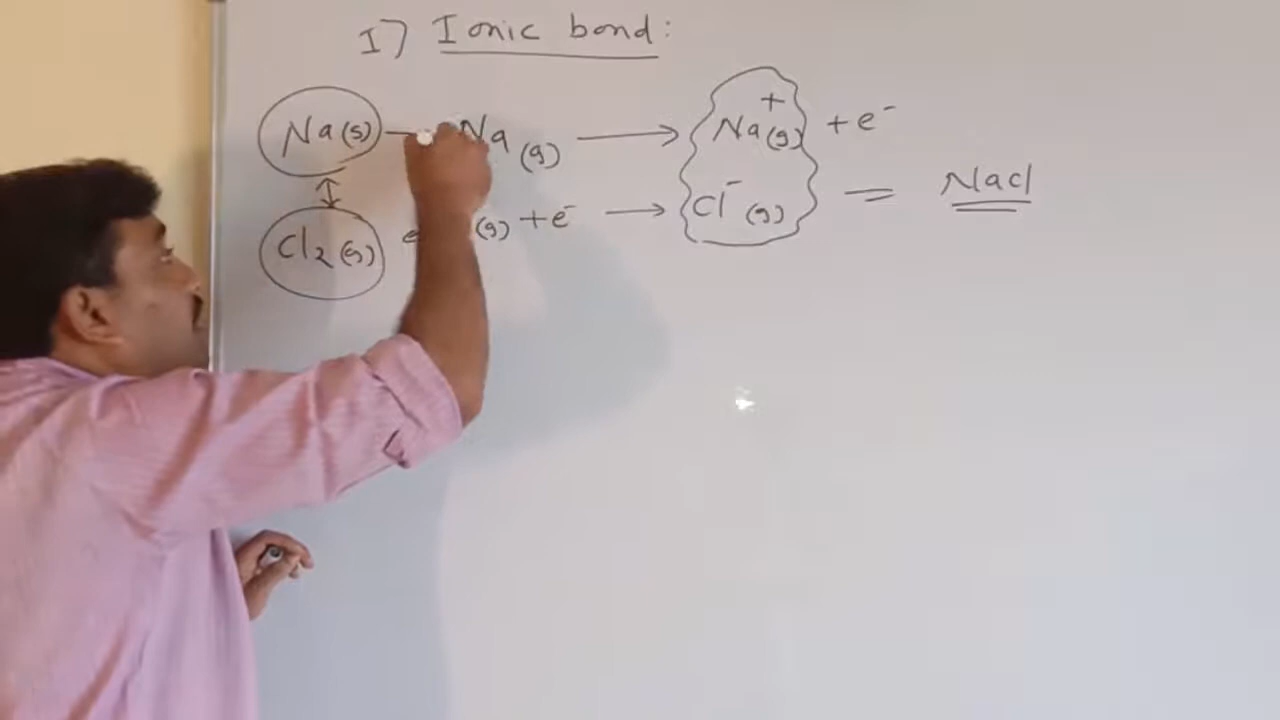 I) Ionic bond:
Na(s) — Na (g) → Na+(g) + e-
Cl2(g) (g) + e- → Cl-(g) = Nacl